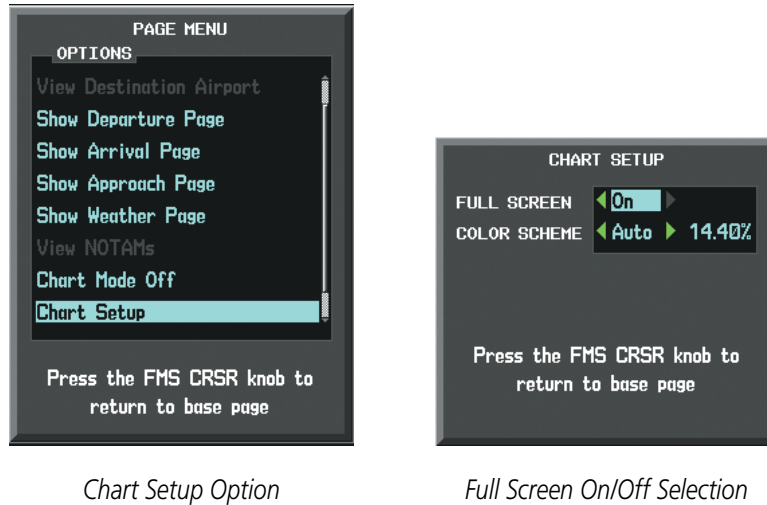 PAGE MENU
OPTIONS
View Destination Airport
Show Departure Page
Show Arrival Page
Show Approach Page
Show Weather Page
View NOTAMs
Chart Mode Off
Chart Setup
Press the FMS CRSR knob to
return to base page
Chart Setup Option
CHART SETUP
FULL SCREEN On
COLOR SCHEME Auto 14.40%
Press the FMS CRSR knob to
return to base page
Full Screen On/Off Selection